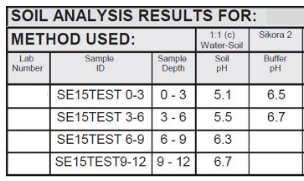 SOIL ANALYSIS RESULTS FOR:
METHOD USED: 1:1 (c) Water-Soil Sikora 2
Lab Number Sample ID Sample Depth Soil pH Buffer pH
SE15TEST 0-3 0 - 3 5.1 6.5
SE15TEST 3-6 3 - 6 5.5 6.7
SE15TEST 6-9 6 - 9 6.3
SE15TEST9-12 9 - 12 6.7